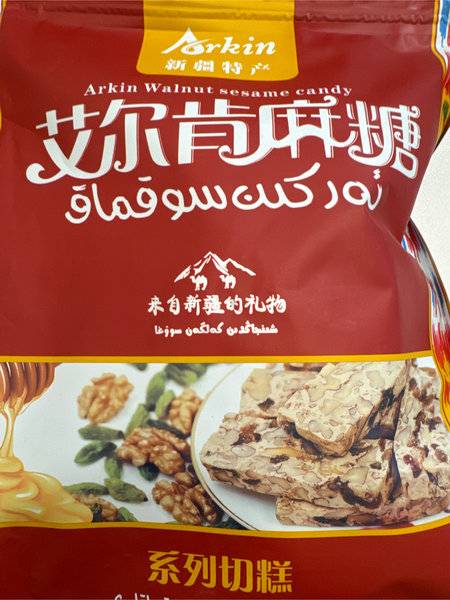 Arkin
新疆特产
Arkin Walnut sesame candy
艾尔肯麻糖
ئەركىن سوقماق
来自新疆的礼物
شىنجاڭدىن كەلگەن سوۋغا
系列切糕